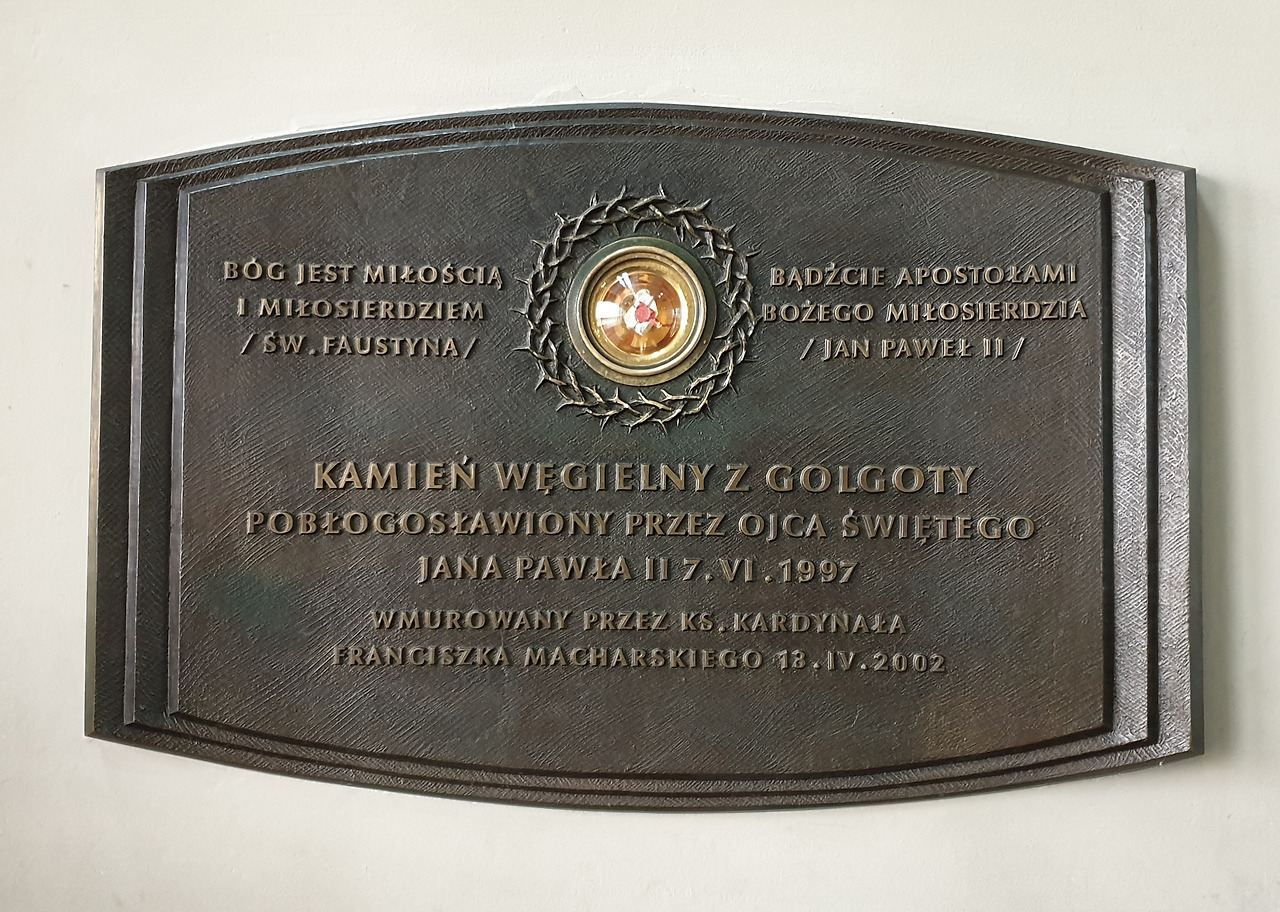 BÓG JEST MIŁOŚCIĄ
I MIŁOSIERDZIEM
/ŚW. FAUSTYNA/
BĄDŹCIE APOSTOŁAMI
BOŻEGO MIŁOSIERDZIA
/JAN PAWEŁ II/
KAMIEŃ WĘGIELNY Z GOLGOTY
POBŁOGOSŁAWIONY PRZEZ OJCA ŚWIĘTEGO
JANA PAWŁA II 7.VI.1997
WMUROWANY PRZEZ KS. KARDYNAŁA
FRANCISZKA MACHARSKIEGO 13.IV.2002